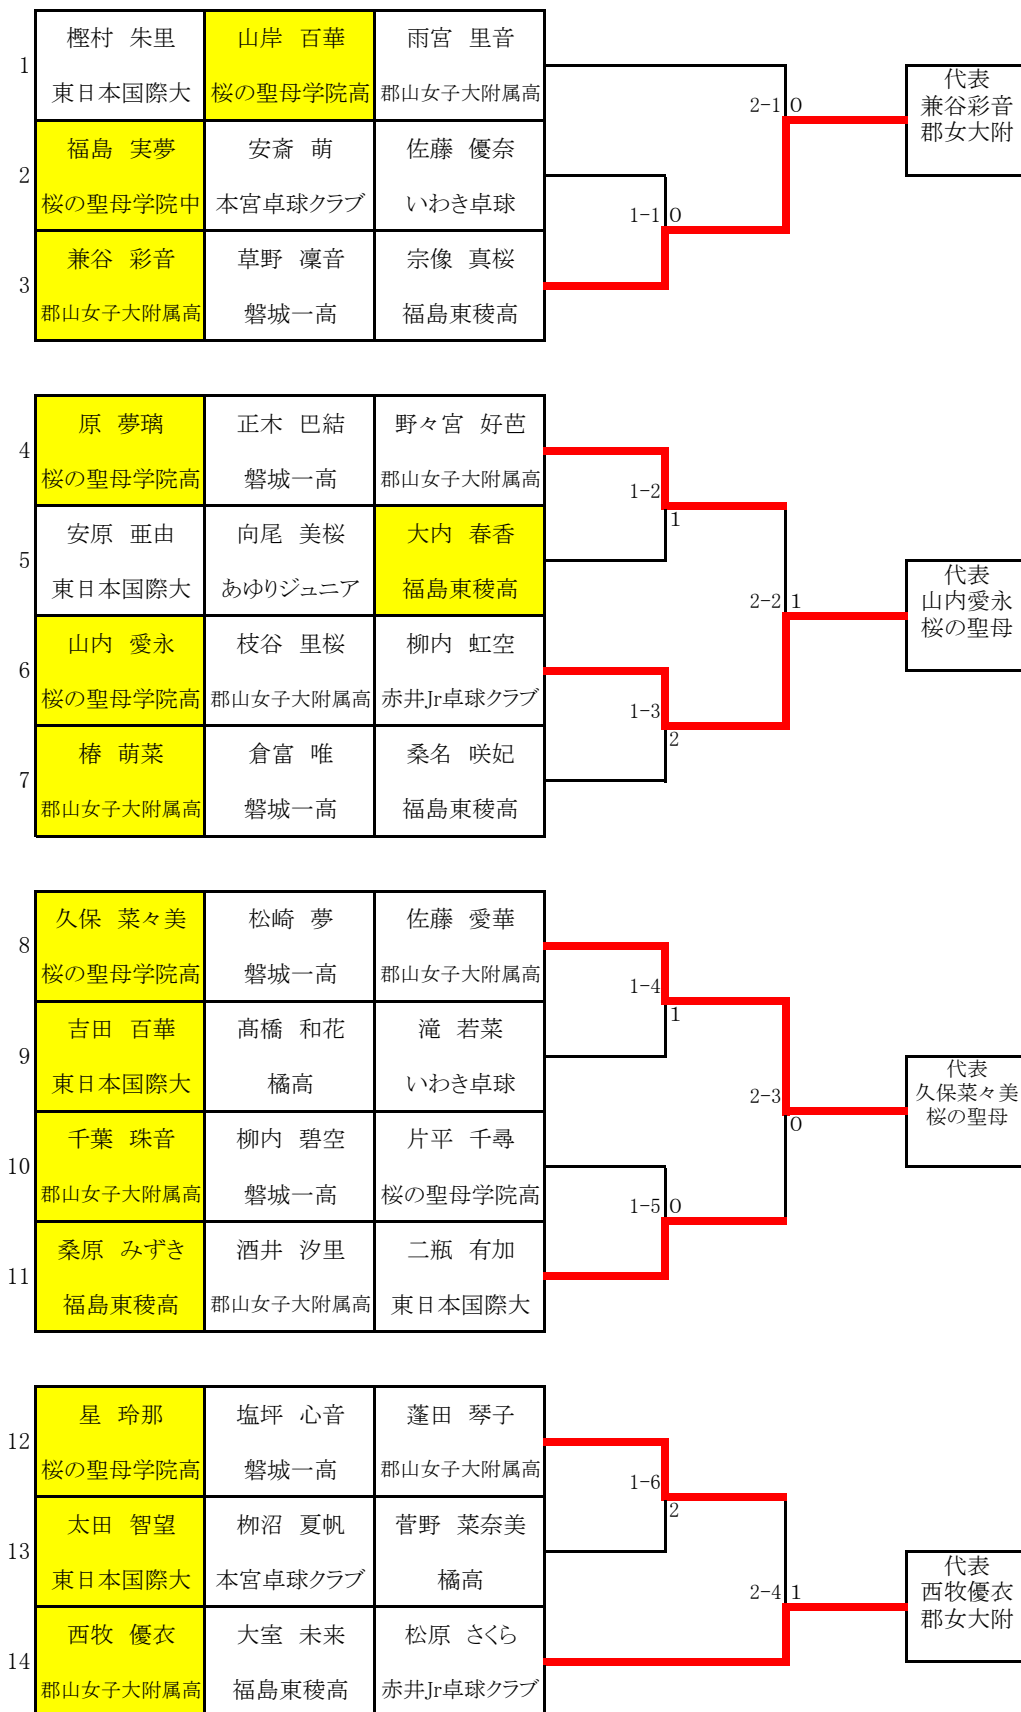 1
樫村 朱里
山岸 百華
雨宮 里音
東日本国際大
桜の聖母学院高
郡山女子大附属高
2
福島 実夢
安斎 萌
佐藤 優奈
桜の聖母学院中
本宮卓球クラブ
いわき卓球
3
兼谷 彩音
草野 凜音
宗像 真桜
郡山女子大附属高
磐城一高
福島東稜高
2-1 0
1-1 0
代表
兼谷彩音
郡女大附
4
原 夢璃
正木 巴結
野々宮 好芭
桜の聖母学院高
磐城一高
郡山女子大附属高
5
安原 亜由
向尾 美桜
大内 春香
東日本国際大
あゆりジュニア
福島東稜高
6
山内 愛永
枝谷 里桜
柳内 虹空
桜の聖母学院高
郡山女子大附属高
赤井Jr卓球クラブ
7
椿 萌菜
倉富 唯
桑名 咲妃
郡山女子大附属高
磐城一高
福島東稜高
1-2
1
2-2 1
1-3
2
代表
山内愛永
桜の聖母
8
久保 菜々美
松崎 夢
佐藤 愛華
桜の聖母学院高
磐城一高
郡山女子大附属高
9
吉田 百華
髙橋 和花
滝 若菜
東日本国際大
橘高
いわき卓球
10
千葉 珠音
柳内 碧空
片平 千尋
郡山女子大附属高
磐城一高
桜の聖母学院高
11
桑原 みずき
酒井 汐里
二瓶 有加
福島東稜高
郡山女子大附属高
東日本国際大
1-4
1
2-3
0
1-5 0
代表
久保菜々美
桜の聖母
12
星 玲那
塩坪 心音
蓬田 琴子
桜の聖母学院高
磐城一高
郡山女子大附属高
13
太田 智望
栁沼 夏帆
菅野 菜奈美
東日本国際大
本宮卓球クラブ
橘高
14
西牧 優衣
大室 未来
松原 さくら
郡山女子大附属高
福島東稜高
赤井Jr卓球クラブ
1-6
2
2-4 1
代表
西牧優衣
郡女大附